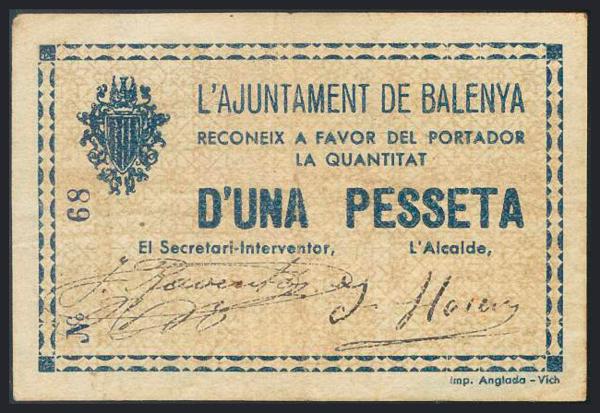 L'AJUNTAMENT DE BALENYA
RECONEIX A FAVOR DEL PORTADOR
LA QUANTITAT
D'UNA PESSETA
El Secretari-Interventor, L'Alcalde,
Nº 68
Imp. Anglada - Vich